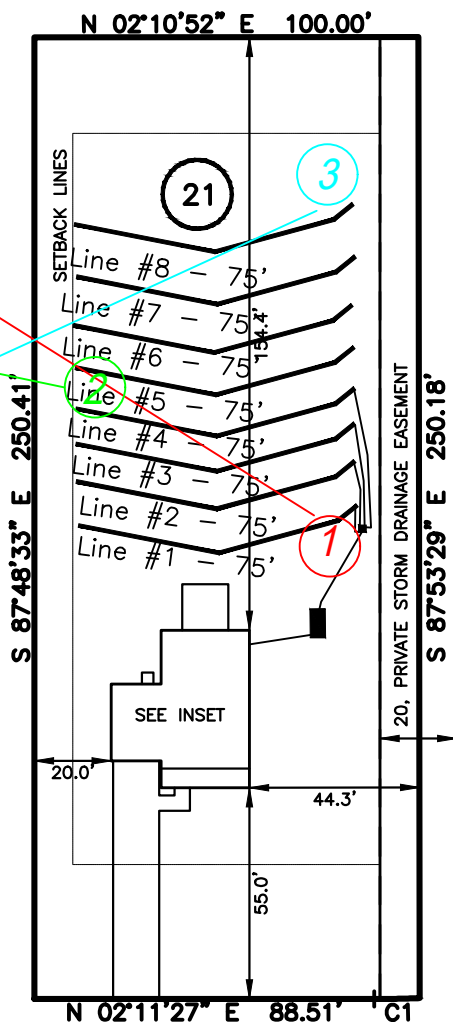 N 02°10'52" E 100.00'
SETBACK LINES
21
3
Line #8 - 75'
Line #7 - 75'
154.4'
Line #6 - 75'
2
Line #5 - 75'
Line #4 - 75'
Line #3 - 75'
Line #2 - 75'
Line #1 - 75'
1
S 87°48'33" E 250.41'
20, PRIVATE STORM DRAINAGE EASEMENT
S 87°53'29" E 250.18'
SEE INSET
20.0'
44.3'
55.0'
N 02°11'27" E 88.51' C1